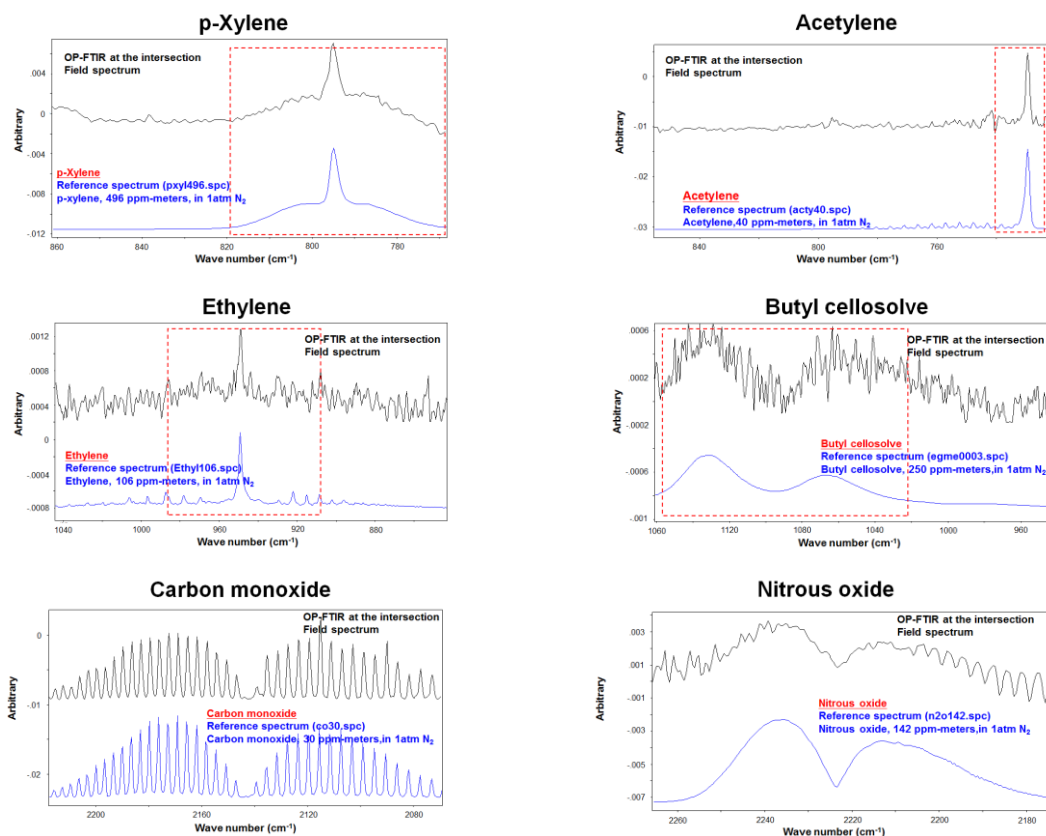 p-Xylene
OP-FTIR at the intersection
Field spectrum
.004
0
-.004
-.008
-.012
Arbitrary
p-Xylene
Reference spectrum (pxyl496.spc)
p-xylene, 496 ppm-meters, in 1atm N₂
860
840
820
800
780
Wave number (cm⁻¹)
Acetylene
OP-FTIR at the intersection
Field spectrum
0
-.01
-.02
-.03
Arbitrary
Acetylene
Reference spectrum (acty40.spc)
Acetylene,40 ppm-meters, in 1atm N₂
840
800
760
Wave number (cm⁻¹)
Ethylene
OP-FTIR at the intersection
Field spectrum
.0012
.0008
.0004
0
-.0004
-.0008
Arbitrary
Ethylene
Reference spectrum (Ethyl106.spc)
Ethylene, 106 ppm-meters, in 1atm N₂
1040
1000
960
920
880
Wave number (cm⁻¹)
Butyl cellosolve
OP-FTIR at the intersection
Field spectrum
.0006
.0002
-.0002
-.0006
-.001
Arbitrary
Butyl cellosolve
Reference spectrum (egme0003.spc)
Butyl cellosolve, 250 ppm-meters,in 1atm N₂
1060
1120
1080
1040
1000
960
Wave number (cm⁻¹)
Carbon monoxide
OP-FTIR at the intersection
Field spectrum
0
-.01
-.02
Arbitrary
Carbon monoxide
Reference spectrum (co30.spc)
Carbon monoxide, 30 ppm-meters,in 1atm N₂
2200
2160
2120
2080
Wave number (cm⁻¹)
Nitrous oxide
OP-FTIR at the intersection
Field spectrum
.003
.001
-.001
-.003
-.005
-.007
Arbitrary
Nitrous oxide
Reference spectrum (n2o142.spc)
Nitrous oxide, 142 ppm-meters,in 1atm N₂
2260
2240
2220
2200
2180
Wave number (cm⁻¹)